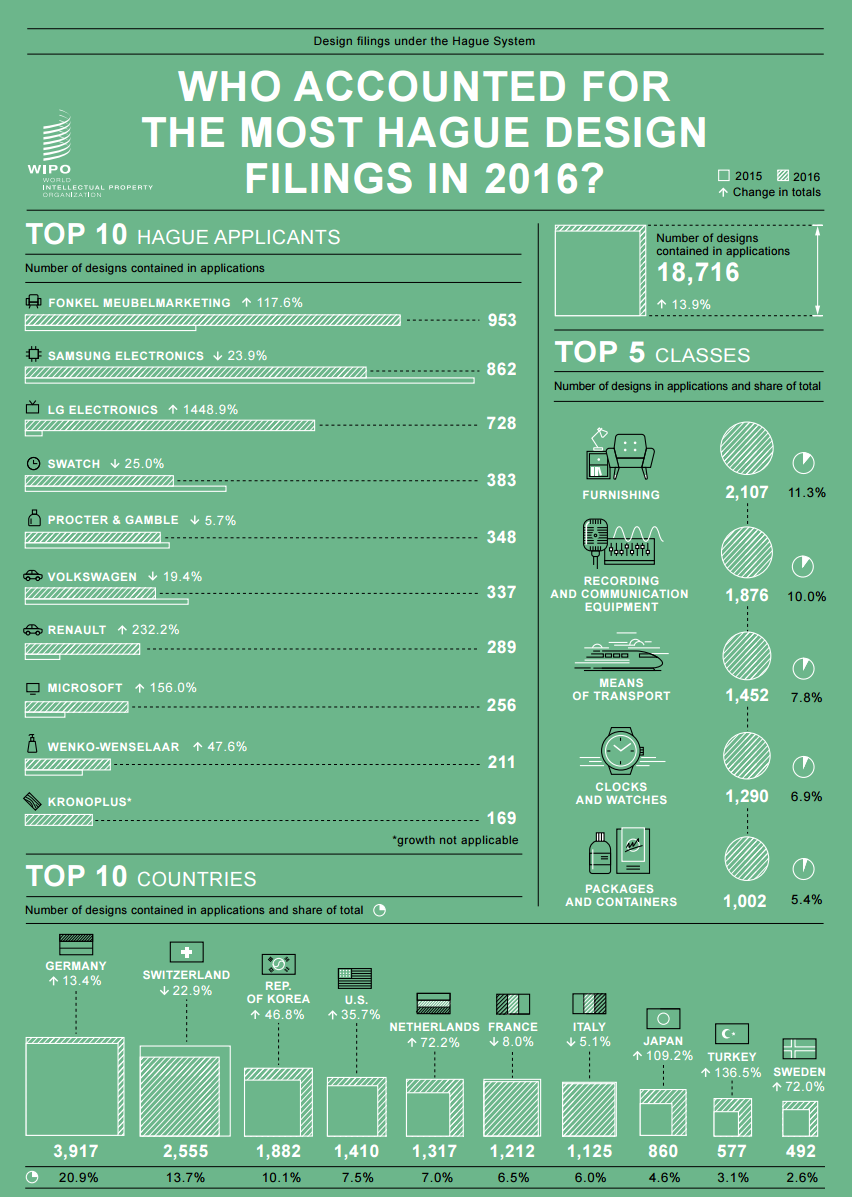 Design filings under the Hague System
WHO ACCOUNTED FOR
THE MOST HAGUE DESIGN
FILINGS IN 2016?
WIPO
WORLD
INTELLECTUAL PROPERTY
ORGANIZATION
2015 2016
↑ Change in totals
TOP 10 HAGUE APPLICANTS
Number of designs contained in applications
FONKEL MEUBELMARKETING ↑ 117.6%
953
SAMSUNG ELECTRONICS ↓ 23.9%
862
LG ELECTRONICS ↑ 1448.9%
728
SWATCH ↓ 25.0%
383
PROCTER & GAMBLE ↓ 5.7%
348
VOLKSWAGEN ↓ 19.4%
337
RENAULT ↑ 232.2%
289
MICROSOFT ↑ 156.0%
256
WENKO-WENSELAAR ↑ 47.6%
211
KRONOPLUS*
169
*growth not applicable
Number of designs
contained in applications
18,716
↑ 13.9%
TOP 5 CLASSES
Number of designs in applications and share of total
FURNISHING
2,107
11.3%
RECORDING
AND COMMUNICATION
EQUIPMENT
1,876
10.0%
MEANS
OF TRANSPORT
1,452
7.8%
CLOCKS
AND WATCHES
1,290
6.9%
PACKAGES
AND CONTAINERS
1,002
5.4%
TOP 10 COUNTRIES
Number of designs contained in applications and share of total
GERMANY
↑ 13.4%
SWITZERLAND
↓ 22.9%
REP.
OF KOREA
↑ 46.8%
U.S.
↑ 35.7%
NETHERLANDS
↑ 72.2%
FRANCE
↓ 8.0%
ITALY
↓ 5.1%
JAPAN
↑ 109.2%
TURKEY
↑ 136.5%
SWEDEN
↑ 72.0%
3,917 2,555 1,882 1,410 1,317 1,212 1,125 860 577 492
20.9% 13.7% 10.1% 7.5% 7.0% 6.5% 6.0% 4.6% 3.1% 2.6%